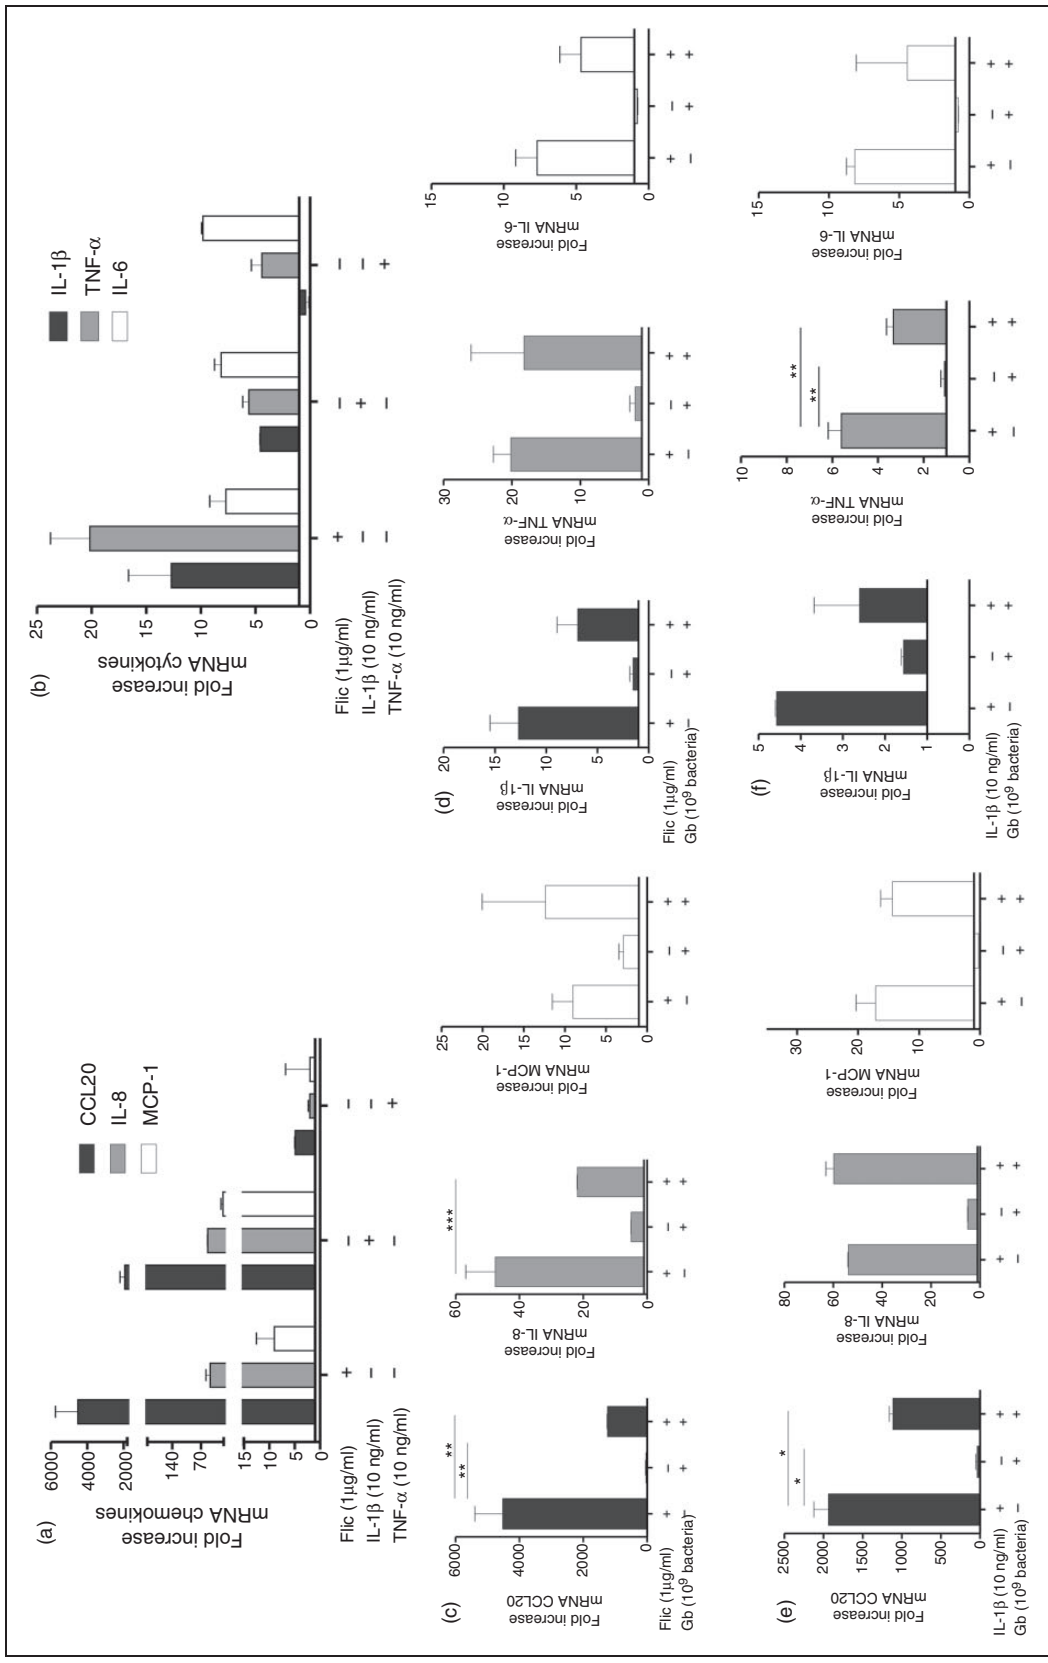 (a)
CCL20
IL-8
MCP-1
Fold increase
mRNA chemokines
6000
4000
2000
140
70
15
10
5
0
Flic (1µg/ml) + – –
IL-1β (10 ng/ml) – + –
TNF-α (10 ng/ml) – – +
(b)
IL-1β
TNF-α
IL-6
Fold increase
mRNA cytokines
25
20
15
10
5
0
Flic (1µg/ml) + – –
IL-1β (10 ng/ml) – + –
TNF-α (10 ng/ml) – – +
(c)
Fold increase
mRNA CCL20
6000
4000
2000
0
**
**
Flic (1µg/ml) + – +
Gb (10⁹ bacteria) – + +
Fold increase
mRNA IL-8
60
40
20
0
***
+ – +
– + +
Fold increase
mRNA MCP-1
25
20
15
10
5
0
+ – +
– + +
(d)
Fold increase
mRNA IL-1β
20
15
10
5
0
Flic (1µg/ml) + – +
Gb (10⁹ bacteria) – + +
Fold increase
mRNA TNF-α
30
20
10
0
+ – +
– + +
Fold increase
mRNA IL-6
15
10
5
0
+ – +
– + +
(e)
Fold increase
mRNA CCL20
2500
2000
1500
1000
500
0
*
*
IL-1β (10 ng/ml) + – +
Gb (10⁹ bacteria) – + +
Fold increase
mRNA IL-8
80
60
40
20
0
+ – +
– + +
Fold increase
mRNA MCP-1
30
20
10
0
+ – +
– + +
(f)
Fold increase
mRNA IL-1β
5
4
3
2
1
0
IL-1β (10 ng/ml) + – +
Gb (10⁹ bacteria) – + +
Fold increase
mRNA TNF-α
10
8
6
4
2
0
**
**
+ – +
– + +
Fold increase
mRNA IL-6
15
10
5
0
+ – +
– + +